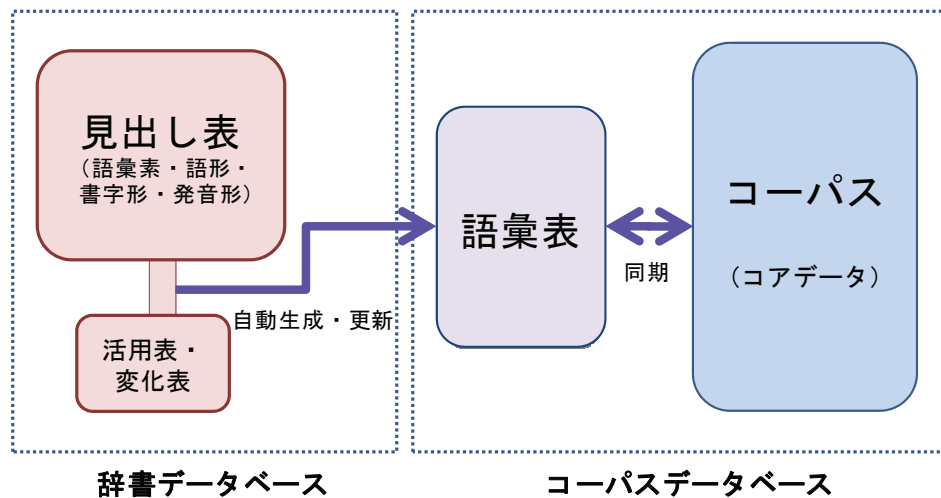 見出し表
（語彙素・語形・
書字形・発音形）
活用表・
変化表
自動生成・更新
語彙表
同期
コーパス
（コアデータ）
辞書データベース
コーパスデータベース